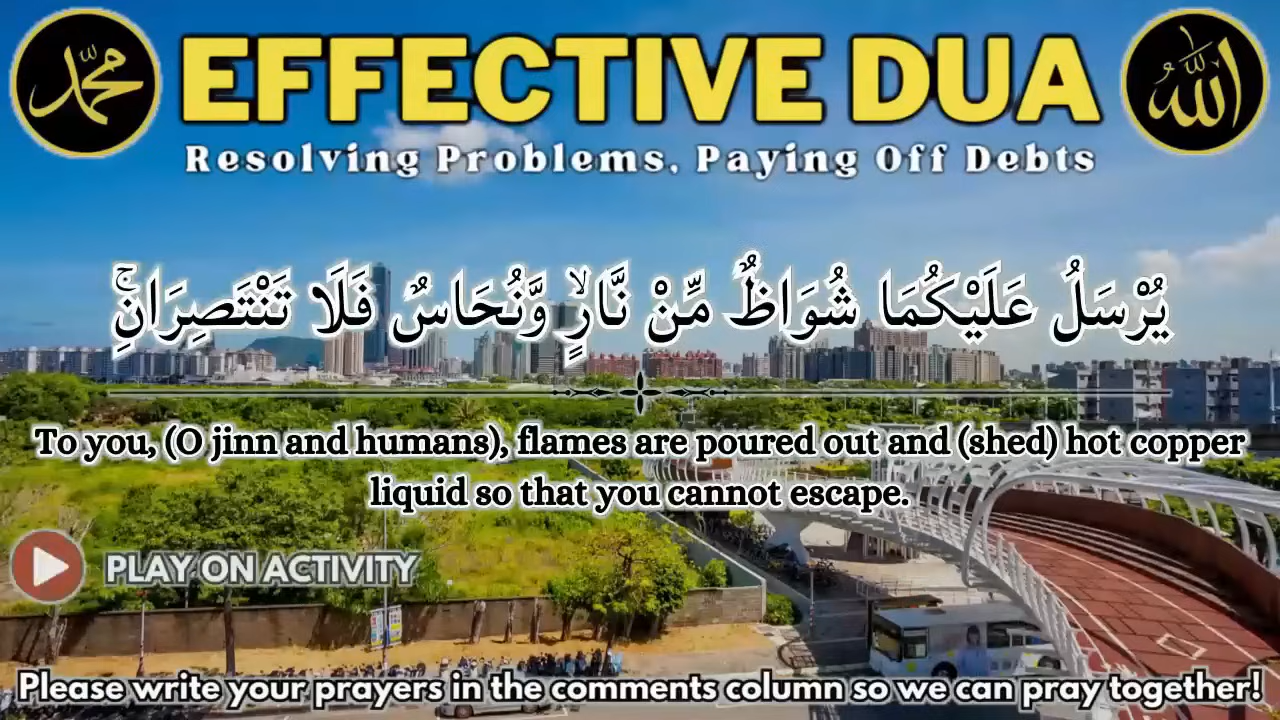 محمد
EFFECTIVE DUA
الله
Resolving Problems, Paying Off Debts
يُرْسَلُ عَلَيْكُمَا شُوَاظٌ مِّنْ نَّارٍۙ وَّنُحَاسٌ فَلَا تَنْتَصِرَانِۚ
To you, (O jinn and humans), flames are poured out and (shed) hot copper
liquid so that you cannot escape.
PLAY ON ACTIVITY
Please write your prayers in the comments column so we can pray together!